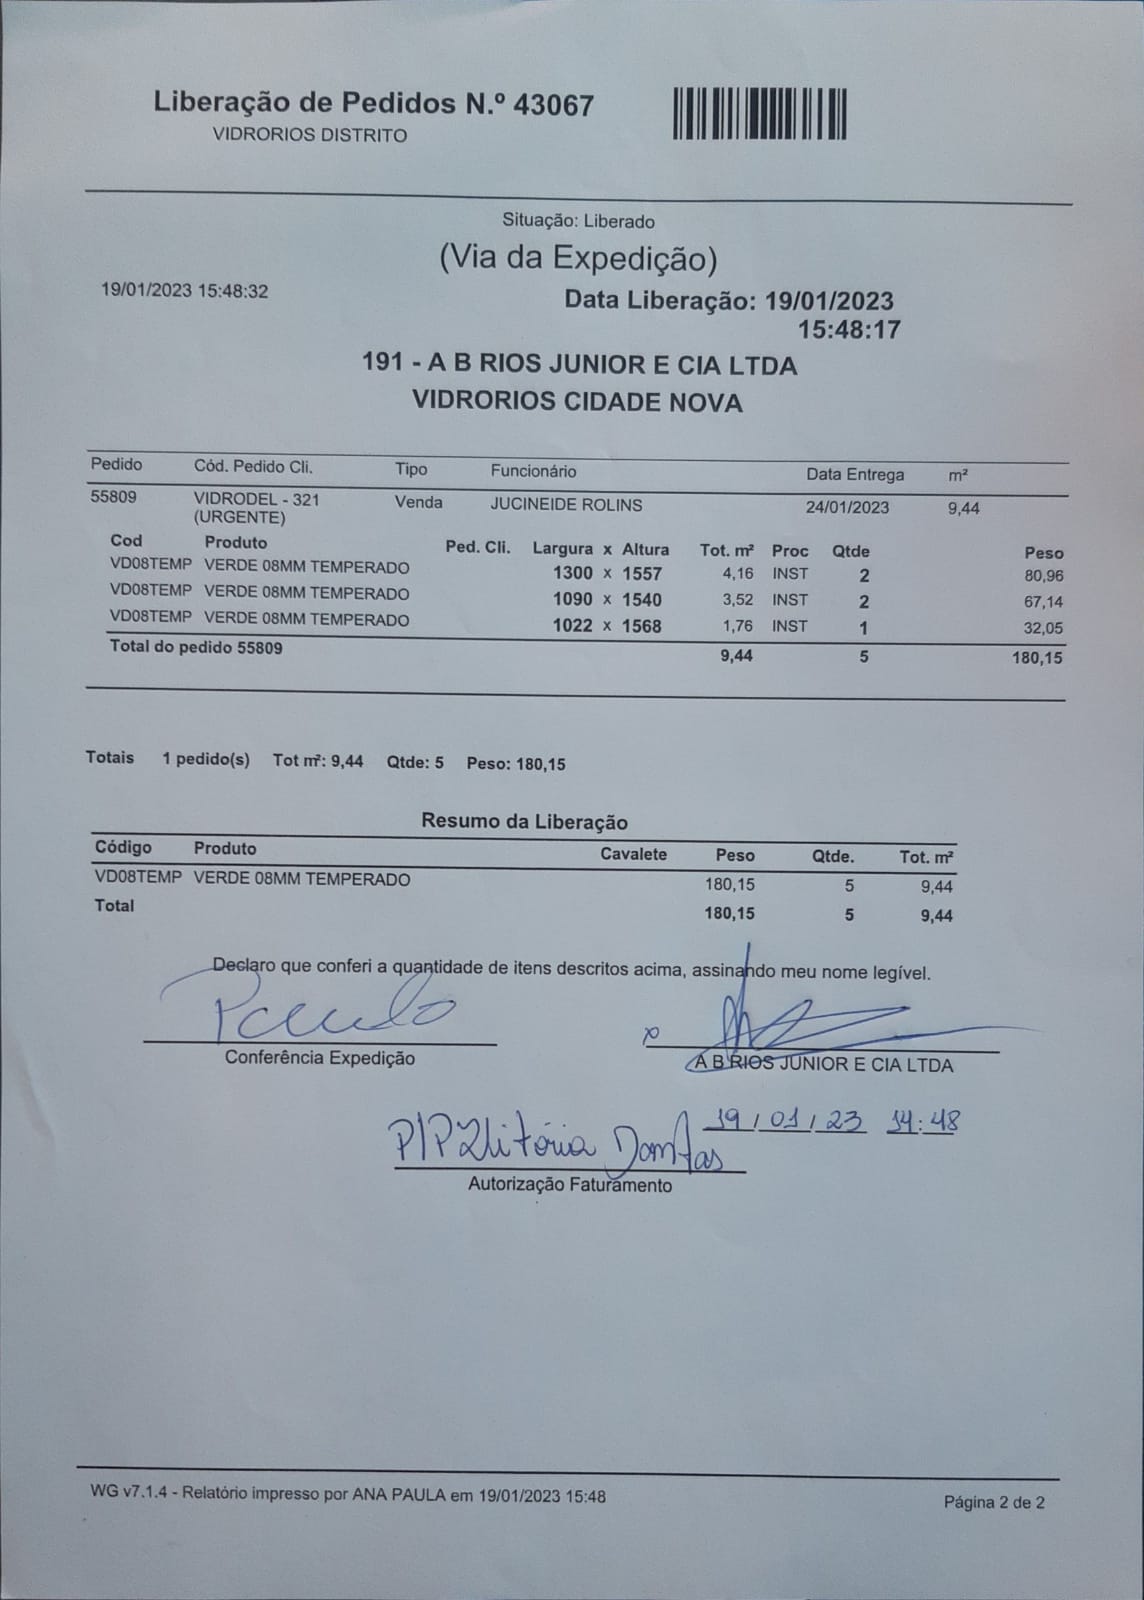 Liberação de Pedidos N.º 43067
VIDRORIOS DISTRITO
Situação: Liberado
(Via da Expedição)
19/01/2023 15:48:32
Data Liberação: 19/01/2023
15:48:17
191 - A B RIOS JUNIOR E CIA LTDA
VIDRORIOS CIDADE NOVA
Pedido Cód. Pedido Cli. Tipo Funcionário Data Entrega m²
55809 VIDRODEL - 321 Venda JUCINEIDE ROLINS 24/01/2023 9,44
(URGENTE)
Cod Produto Ped. Cli. Largura x Altura Tot. m² Proc Qtde Peso
VD08TEMP VERDE 08MM TEMPERADO 1300 x 1557 4,16 INST 2 80,96
VD08TEMP VERDE 08MM TEMPERADO 1090 x 1540 3,52 INST 2 67,14
VD08TEMP VERDE 08MM TEMPERADO 1022 x 1568 1,76 INST 1 32,05
Total do pedido 55809 9,44 5 180,15
Totais 1 pedido(s) Tot m²: 9,44 Qtde: 5 Peso: 180,15
Resumo da Liberação
Código Produto Cavalete Peso Qtde. Tot. m²
VD08TEMP VERDE 08MM TEMPERADO 180,15 5 9,44
Total 180,15 5 9,44
Declaro que conferi a quantidade de itens descritos acima, assinando meu nome legível.
Paulo x
Conferência Expedição A B RIOS JUNIOR E CIA LTDA
19/01/23 14:48
Autorização Faturamento
WG v7.1.4 - Relatório impresso por ANA PAULA em 19/01/2023 15:48
Página 2 de 2